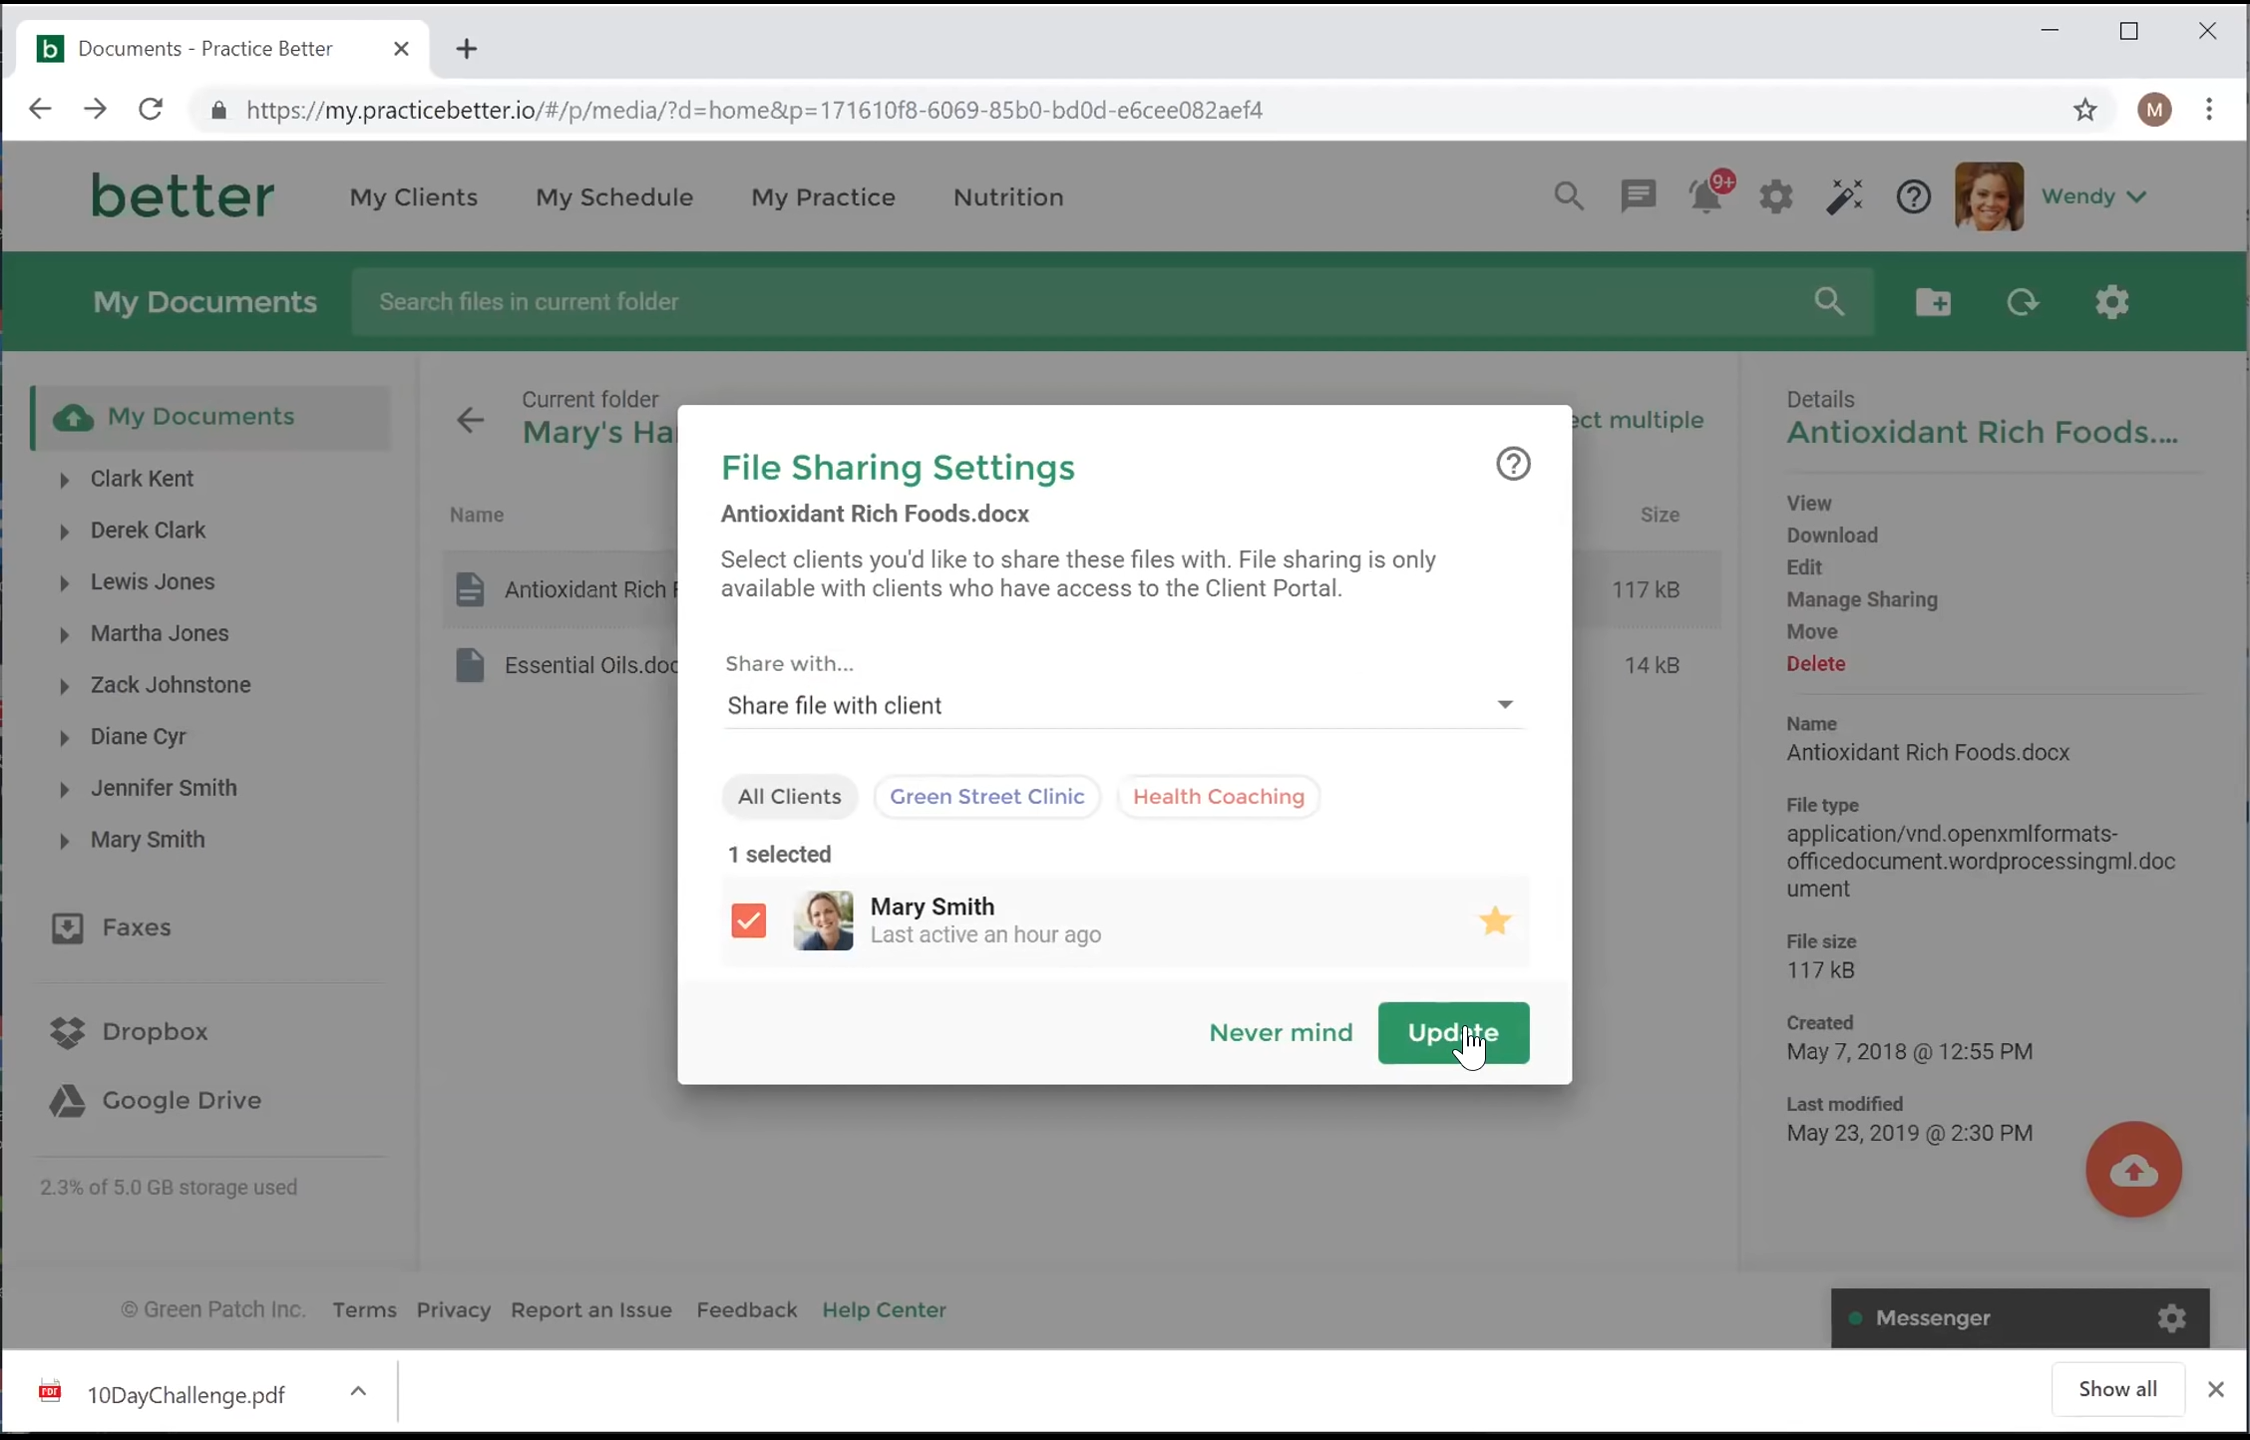 b Documents - Practice Better
https://my.practicebetter.io/#/p/media/?d=home&p=171610f8-6069-85b0-bd0d-e6cee082aef4
M
better My Clients My Schedule My Practice Nutrition 9+ Wendy
My Documents Search files in current folder
My Documents
Clark Kent
Derek Clark
Lewis Jones
Martha Jones
Zack Johnstone
Diane Cyr
Jennifer Smith
Mary Smith
Faxes
Dropbox
Google Drive
2.3% of 5.0 GB storage used
Current folder
Mary's Ha
ect multiple
Name Size
Antioxidant Rich 117 kB
Essential Oils.doc 14 kB
File Sharing Settings
Antioxidant Rich Foods.docx
Select clients you'd like to share these files with. File sharing is only
available with clients who have access to the Client Portal.
Share with...
Share file with client
All Clients Green Street Clinic Health Coaching
1 selected
Mary Smith
Last active an hour ago
Never mind Update
Details
Antioxidant Rich Foods....
View
Download
Edit
Manage Sharing
Move
Delete
Name
Antioxidant Rich Foods.docx
File type
application/vnd.openxmlformats-
officedocument.wordprocessingml.doc
ument
File size
117 kB
Created
May 7, 2018 @ 12:55 PM
Last modified
May 23, 2019 @ 2:30 PM
© Green Patch Inc. Terms Privacy Report an Issue Feedback Help Center
Messenger
PDF 10DayChallenge.pdf Show all